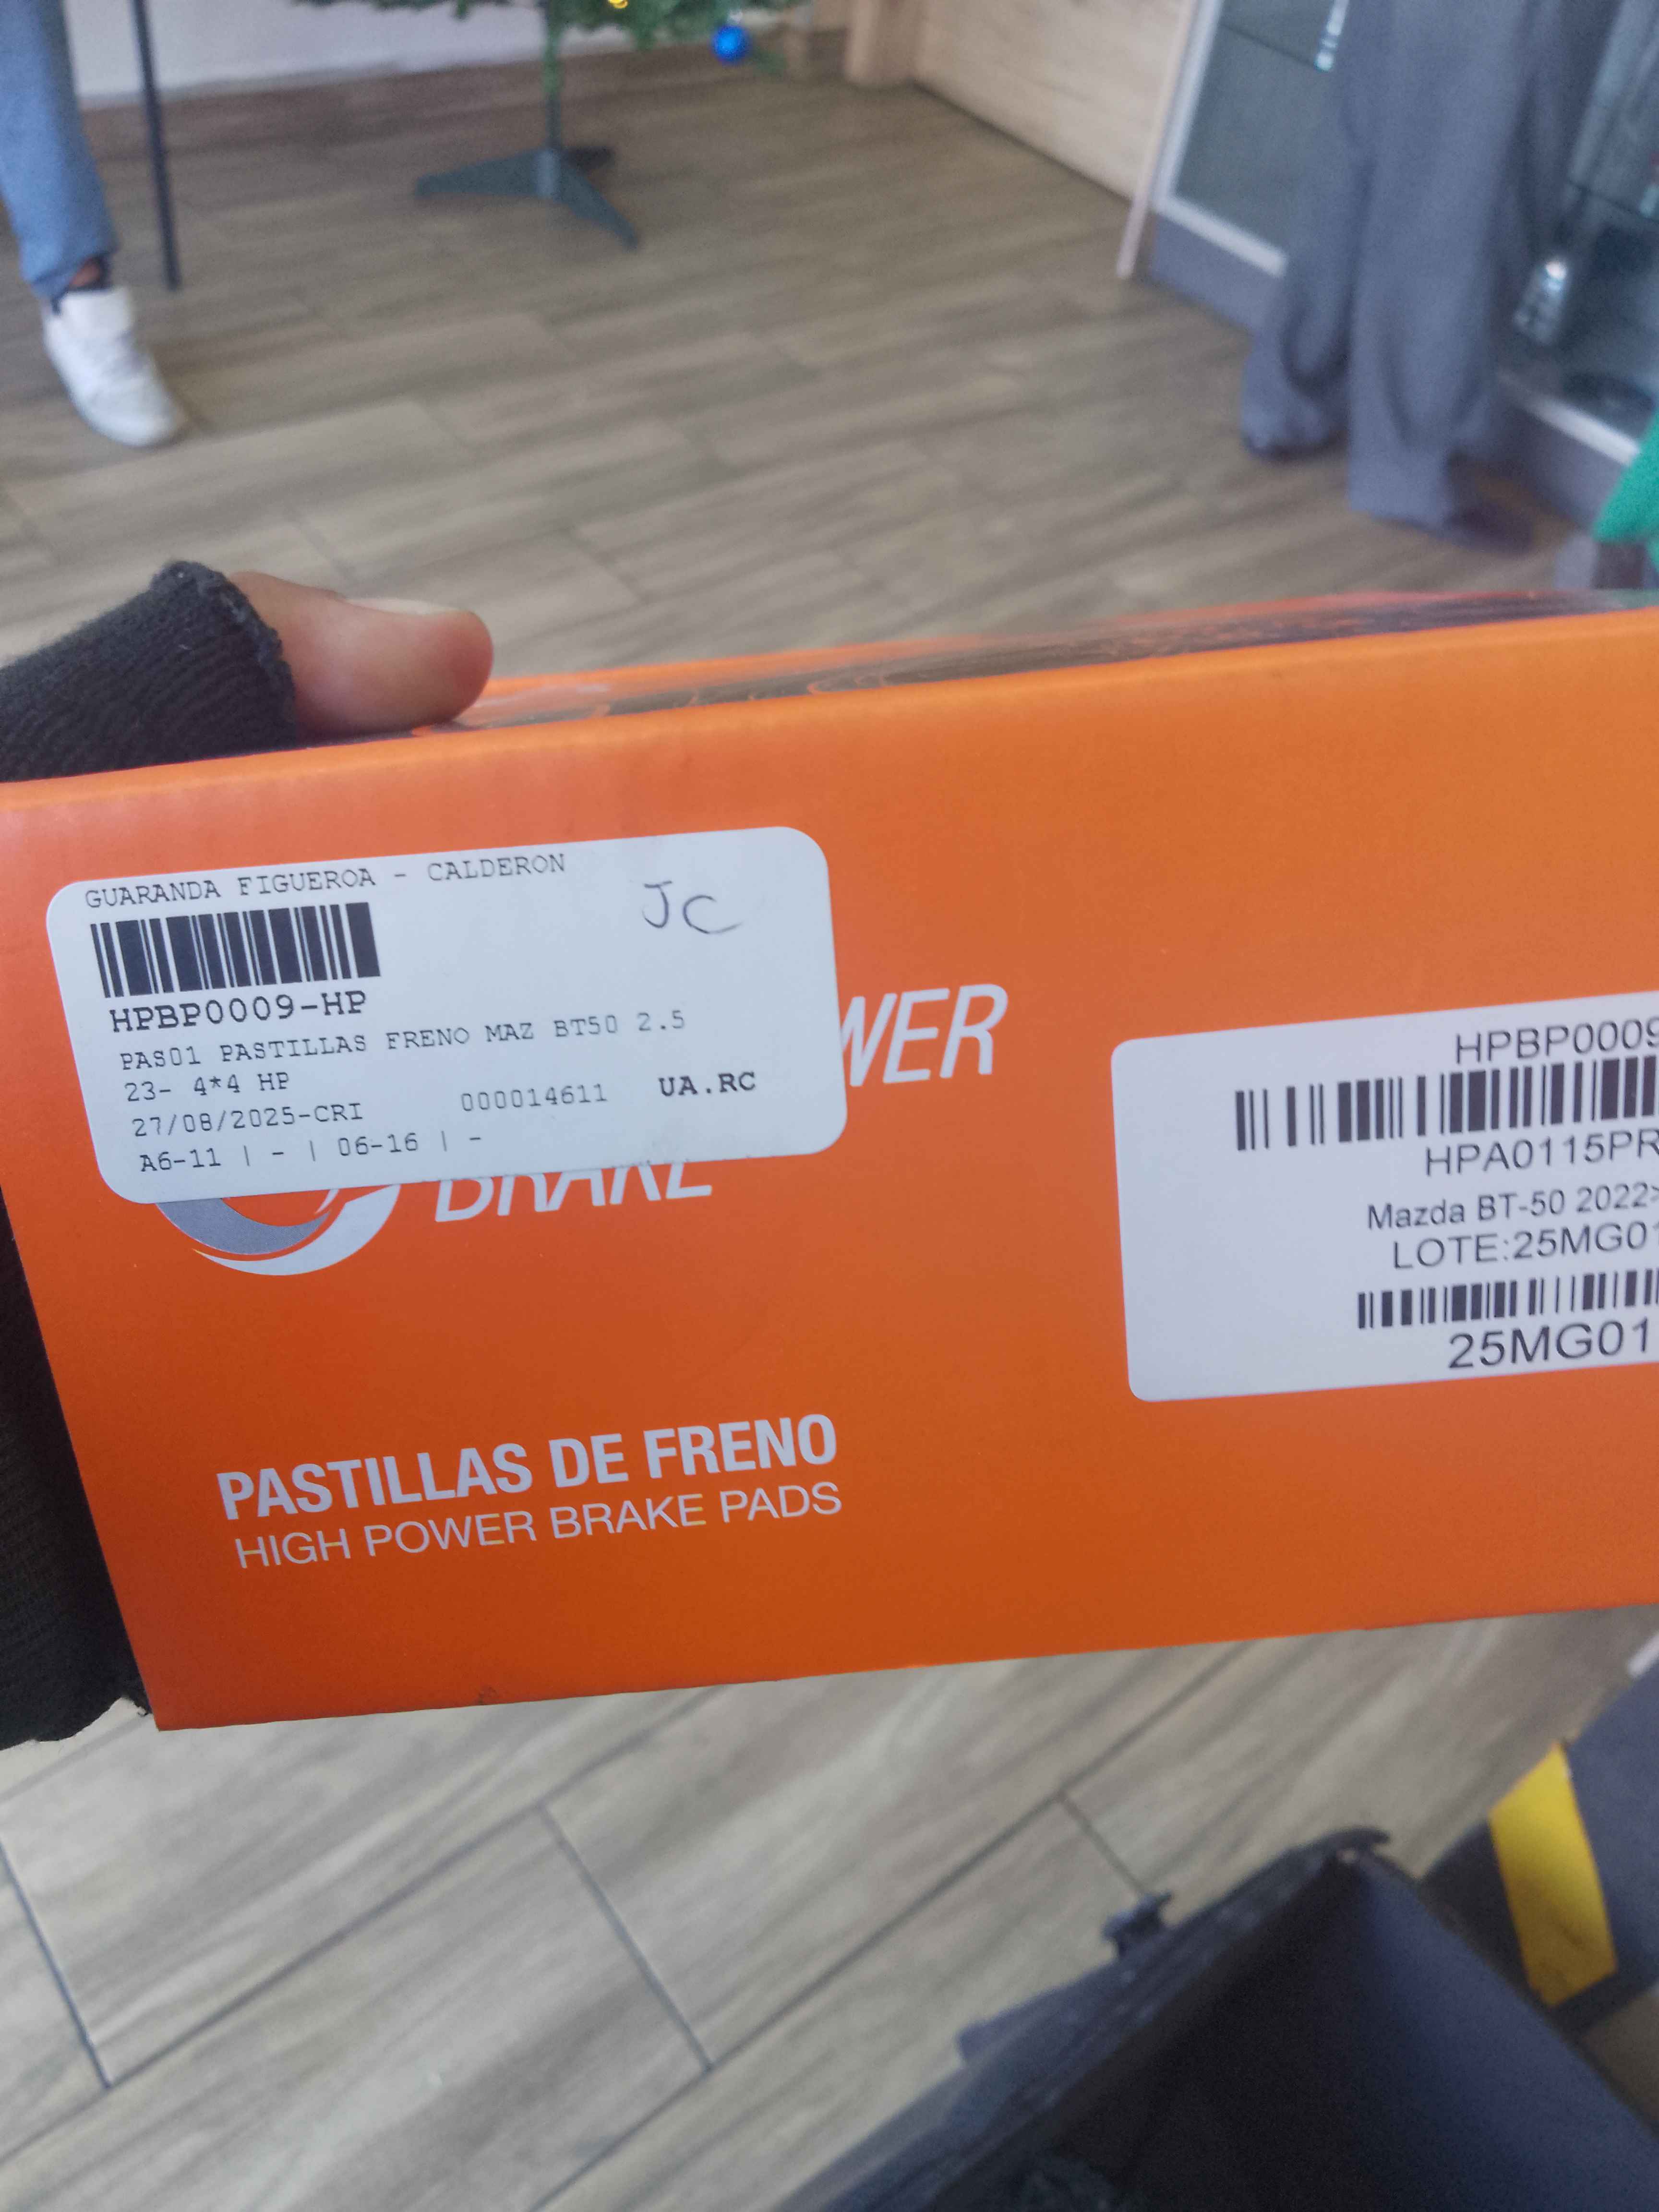 GUARANDA FIGUEROA - CALDERON
JC
HPBP0009-HP
PAS01 PASTILLAS FRENO MAZ BT50 2.5
23- 4*4 HP
27/08/2025-CRI 000014611 UA.RC
A6-11 | - | 06-16 | -
WER
BRAKE
PASTILLAS DE FRENO
HIGH POWER BRAKE PADS
HPBP0009
HPA0115PR
Mazda BT-50 2022>
LOTE:25MG01
25MG01